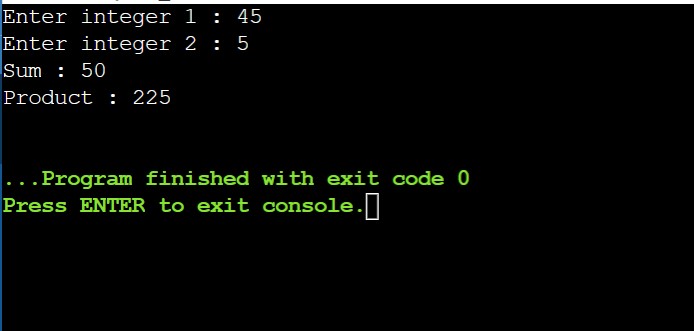 Enter integer 1 : 45
Enter integer 2 : 5
Sum : 50
Product : 225
...Program finished with exit code 0
Press ENTER to exit console.